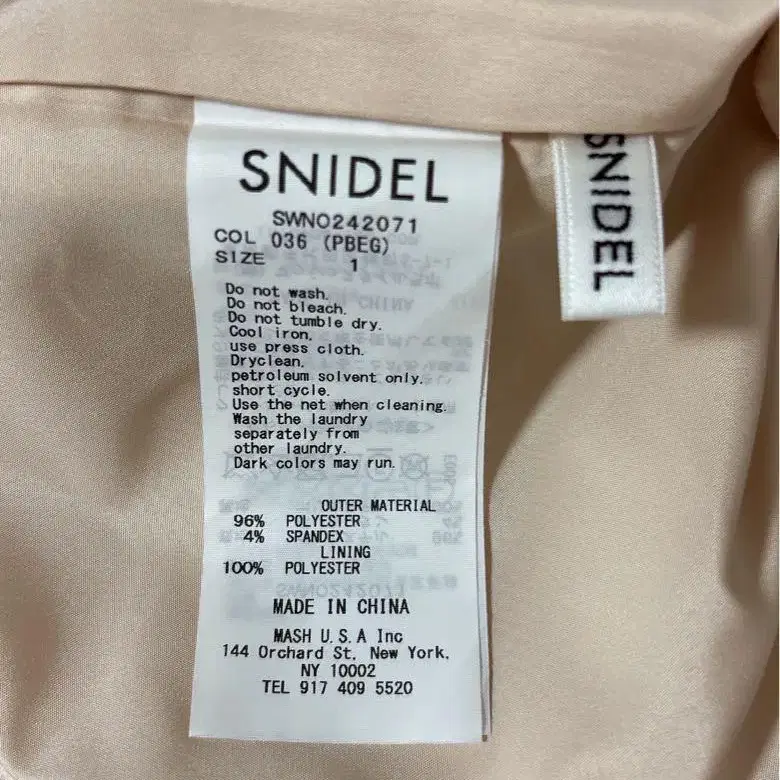 SNIDEL
SWNO242071
COL 036 (PBEG)
SIZE 1
Do not wash.
Do not bleach.
Do not tumble dry.
Cool iron.
use press cloth.
Dryclean.
petroleum solvent only.
short cycle.
Use the net when cleaning.
Wash the laundry
separately from
other laundry.
Dark colors may run.
OUTER MATERIAL
96% POLYESTER
4% SPANDEX
LINING
100% POLYESTER
MADE IN CHINA
MASH U.S.A Inc
144 Orchard St, New York.
NY 10002
TEL 917 409 5520
SNIDEL